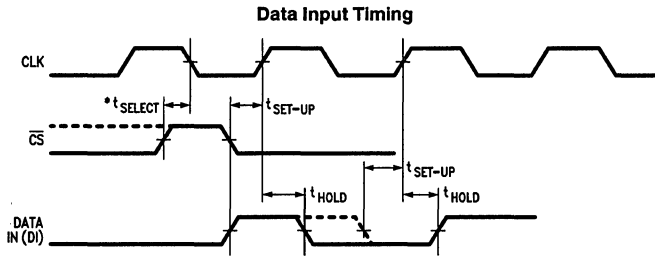 Data Input Timing
CLK
*tSELECT
tSET-UP
CS
tSET-UP
tHOLD
tHOLD
DATA
IN (DI)